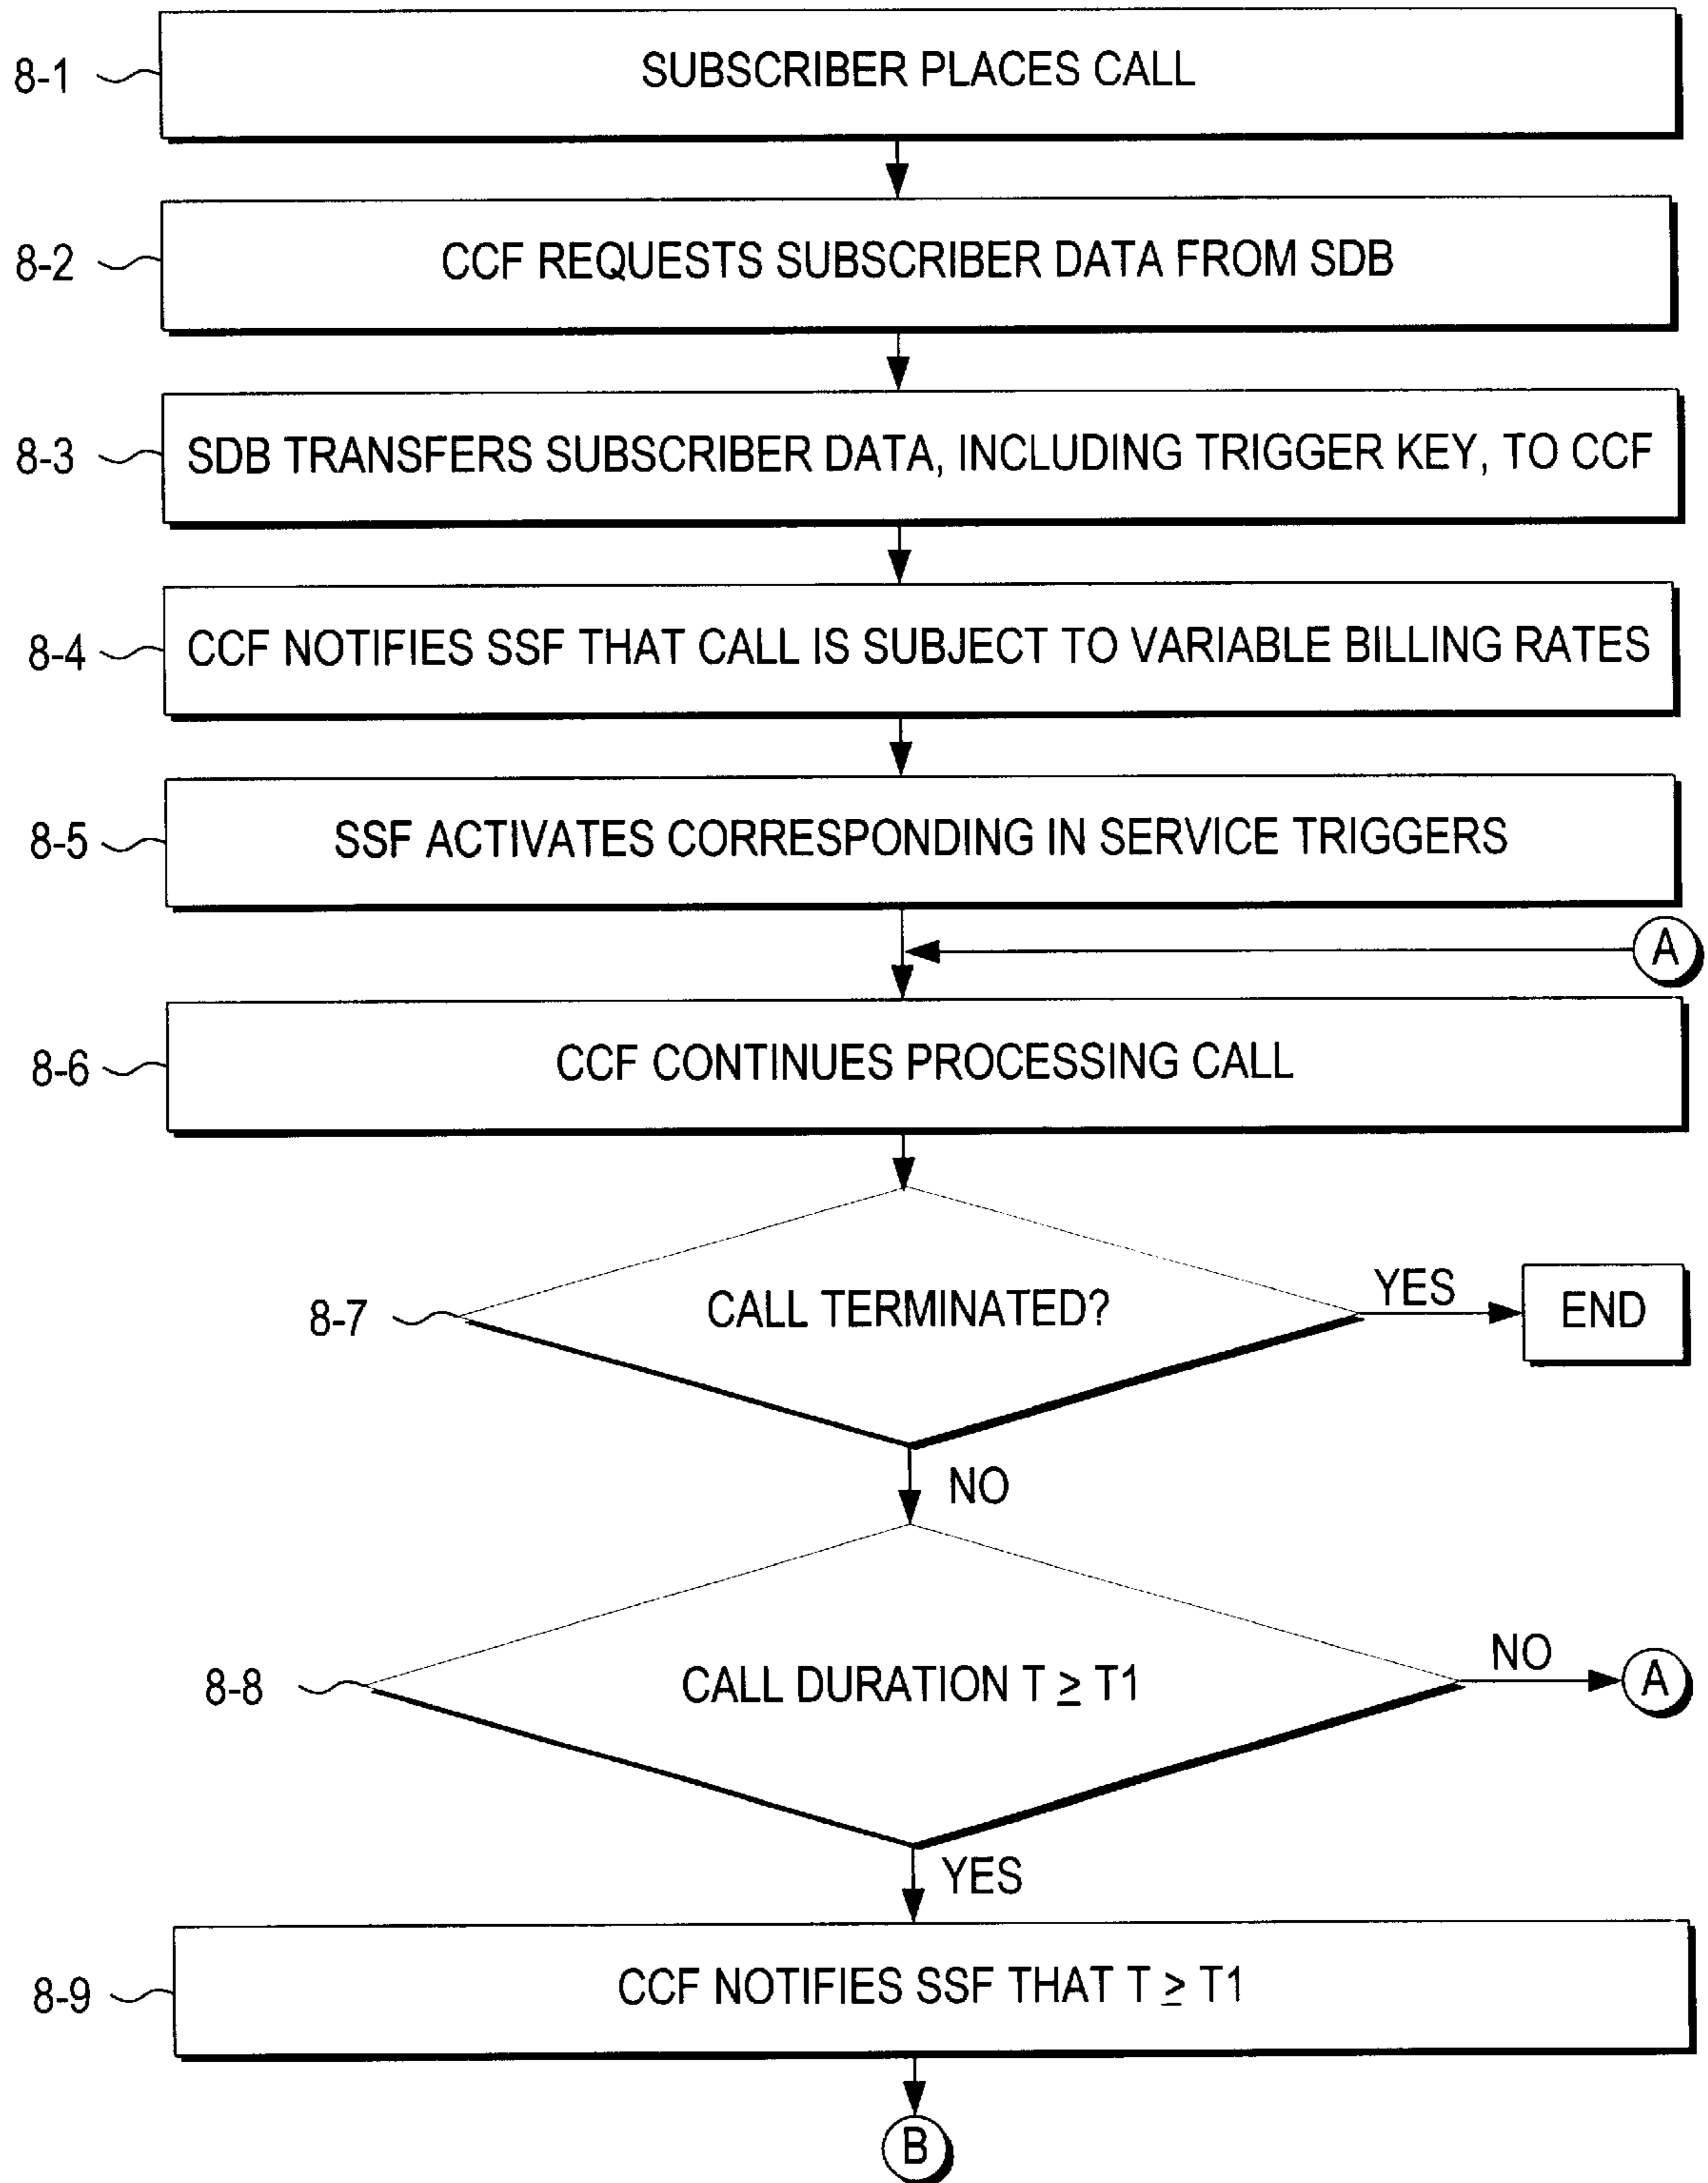 8-1 SUBSCRIBER PLACES CALL
8-2 CCF REQUESTS SUBSCRIBER DATA FROM SDB
8-3 SDB TRANSFERS SUBSCRIBER DATA, INCLUDING TRIGGER KEY, TO CCF
8-4 CCF NOTIFIES SSF THAT CALL IS SUBJECT TO VARIABLE BILLING RATES
8-5 SSF ACTIVATES CORRESPONDING IN SERVICE TRIGGERS
A
8-6 CCF CONTINUES PROCESSING CALL
8-7 CALL TERMINATED? YES END
NO
8-8 CALL DURATION T ≥ T1 NO A
YES
8-9 CCF NOTIFIES SSF THAT T ≥ T1
B